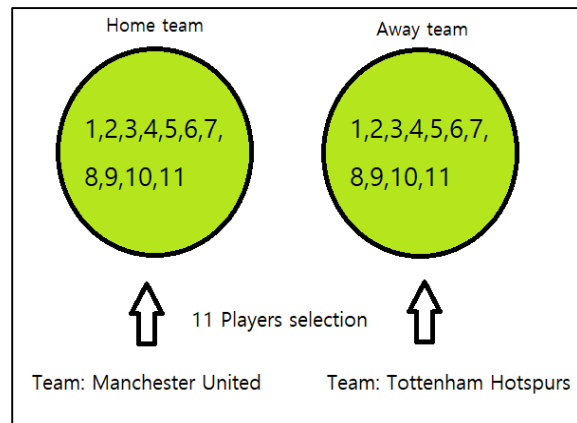 Home team
Away team
1,2,3,4,5,6,7,
8,9,10,11
1,2,3,4,5,6,7,
8,9,10,11
11 Players selection
Team: Manchester United
Team: Tottenham Hotspurs